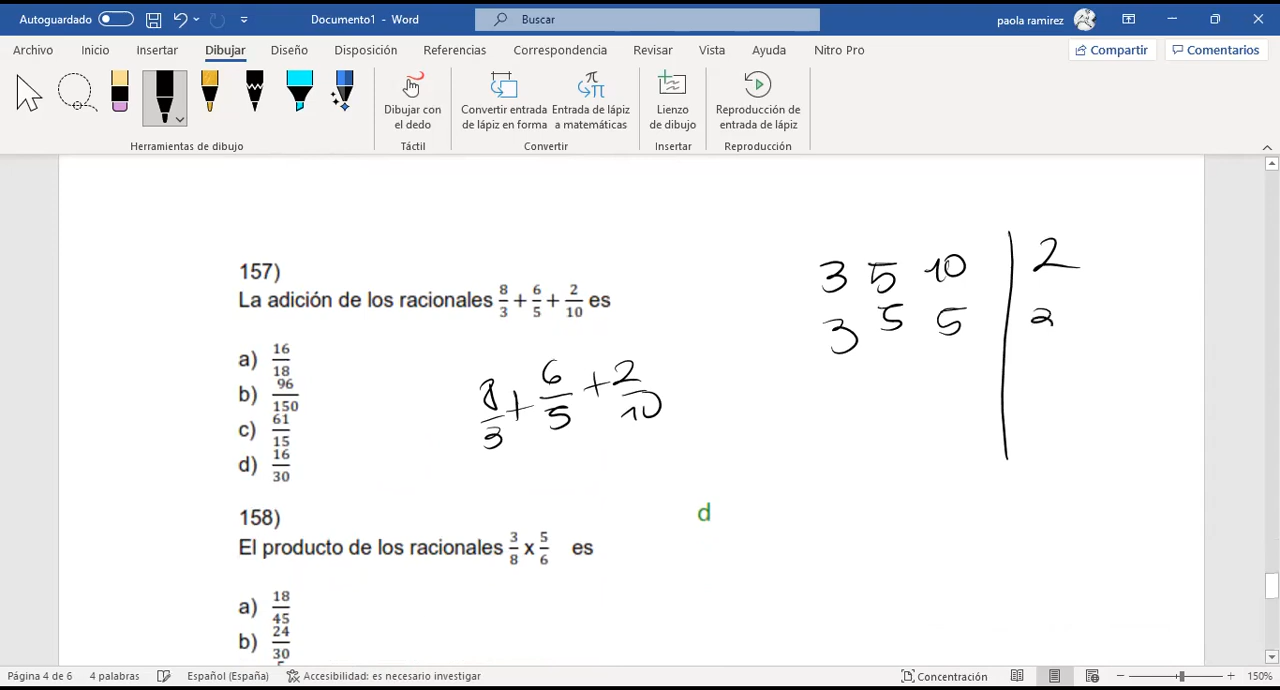 Autoguardado Documento1 - Word Buscar paola ramirez
Archivo Inicio Insertar Dibujar Diseño Disposición Referencias Correspondencia Revisar Vista Ayuda Nitro Pro Compartir Comentarios
Dibujar con el dedo
Convertir entrada de lápiz en forma
Entrada de lápiz a matemáticas
Lienzo de dibujo
Reproducción de entrada de lápiz
Herramientas de dibujo Táctil Convertir Insertar Reproducción
157)
La adición de los racionales 8/3 + 6/5 + 2/10 es
a) 16/18
b) 96/150
c) 61/15
d) 16/30
8/3 + 6/5 + 2/10
3 5 10 | 2
3 5 5 | 3
d
158)
El producto de los racionales 3/8 x 5/6 es
a) 18/45
b) 24/30
5
Página 4 de 6 4 palabras Español (España) Accesibilidad: es necesario investigar Concentración 150%